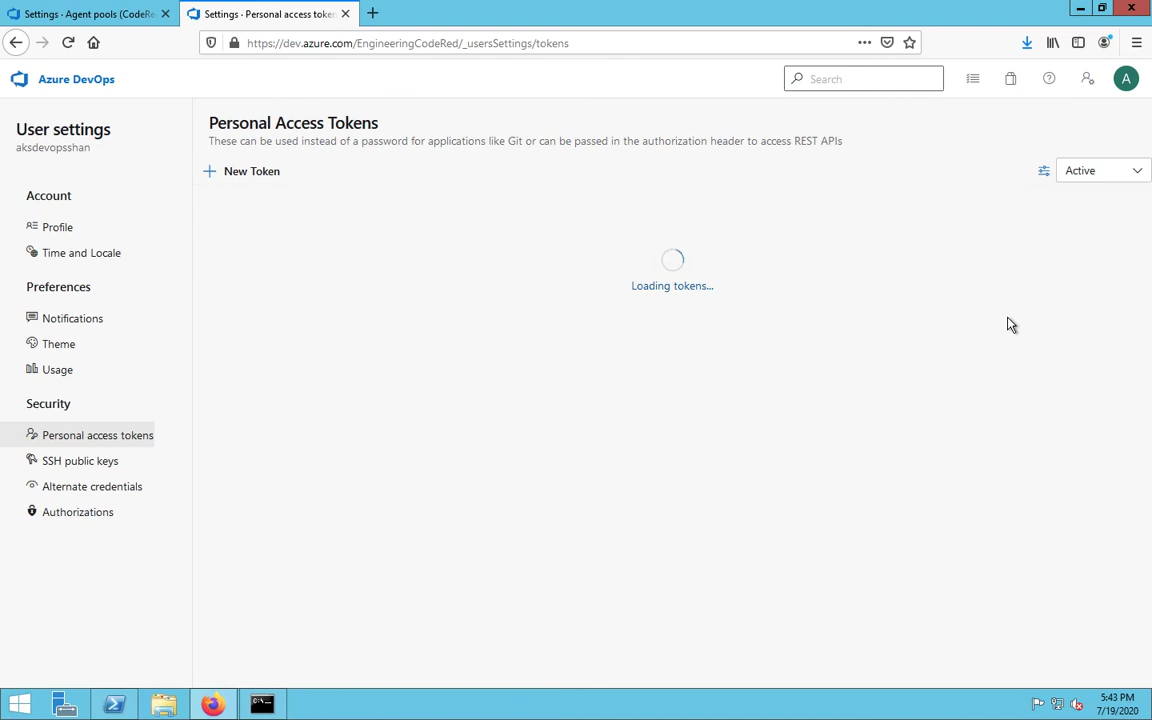 Settings - Agent pools (CodeRe
Settings - Personal access token
https://dev.azure.com/EngineeringCodeRed/_usersSettings/tokens
Azure DevOps
Search
A
User settings
aksdevopsshan
Account
Profile
Time and Locale
Preferences
Notifications
Theme
Usage
Security
Personal access tokens
SSH public keys
Alternate credentials
Authorizations
Personal Access Tokens
These can be used instead of a password for applications like Git or can be passed in the authorization header to access REST APIs
New Token
Active
Loading tokens...
5:43 PM
7/19/2020